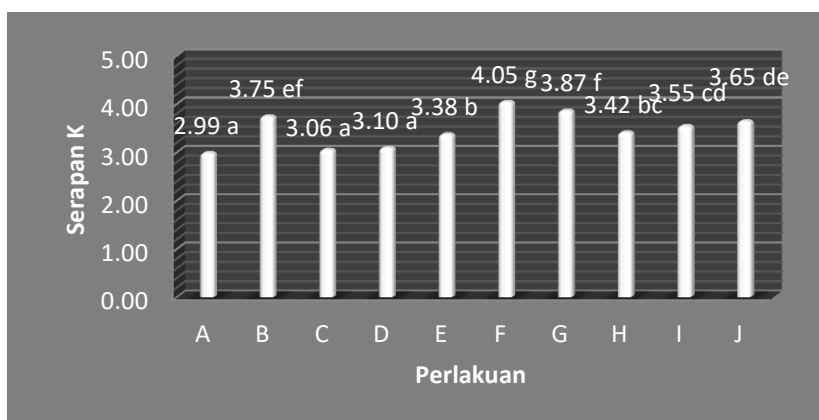 5.00
4.00
3.00
2.00
1.00
0.00
Serapan K
2.99 a
3.75 ef
3.06 a
3.10 a
3.38 b
4.05 g
3.87 f
3.42 bc
3.55 cd
3.65 de
A B C D E F G H I J
Perlakuan